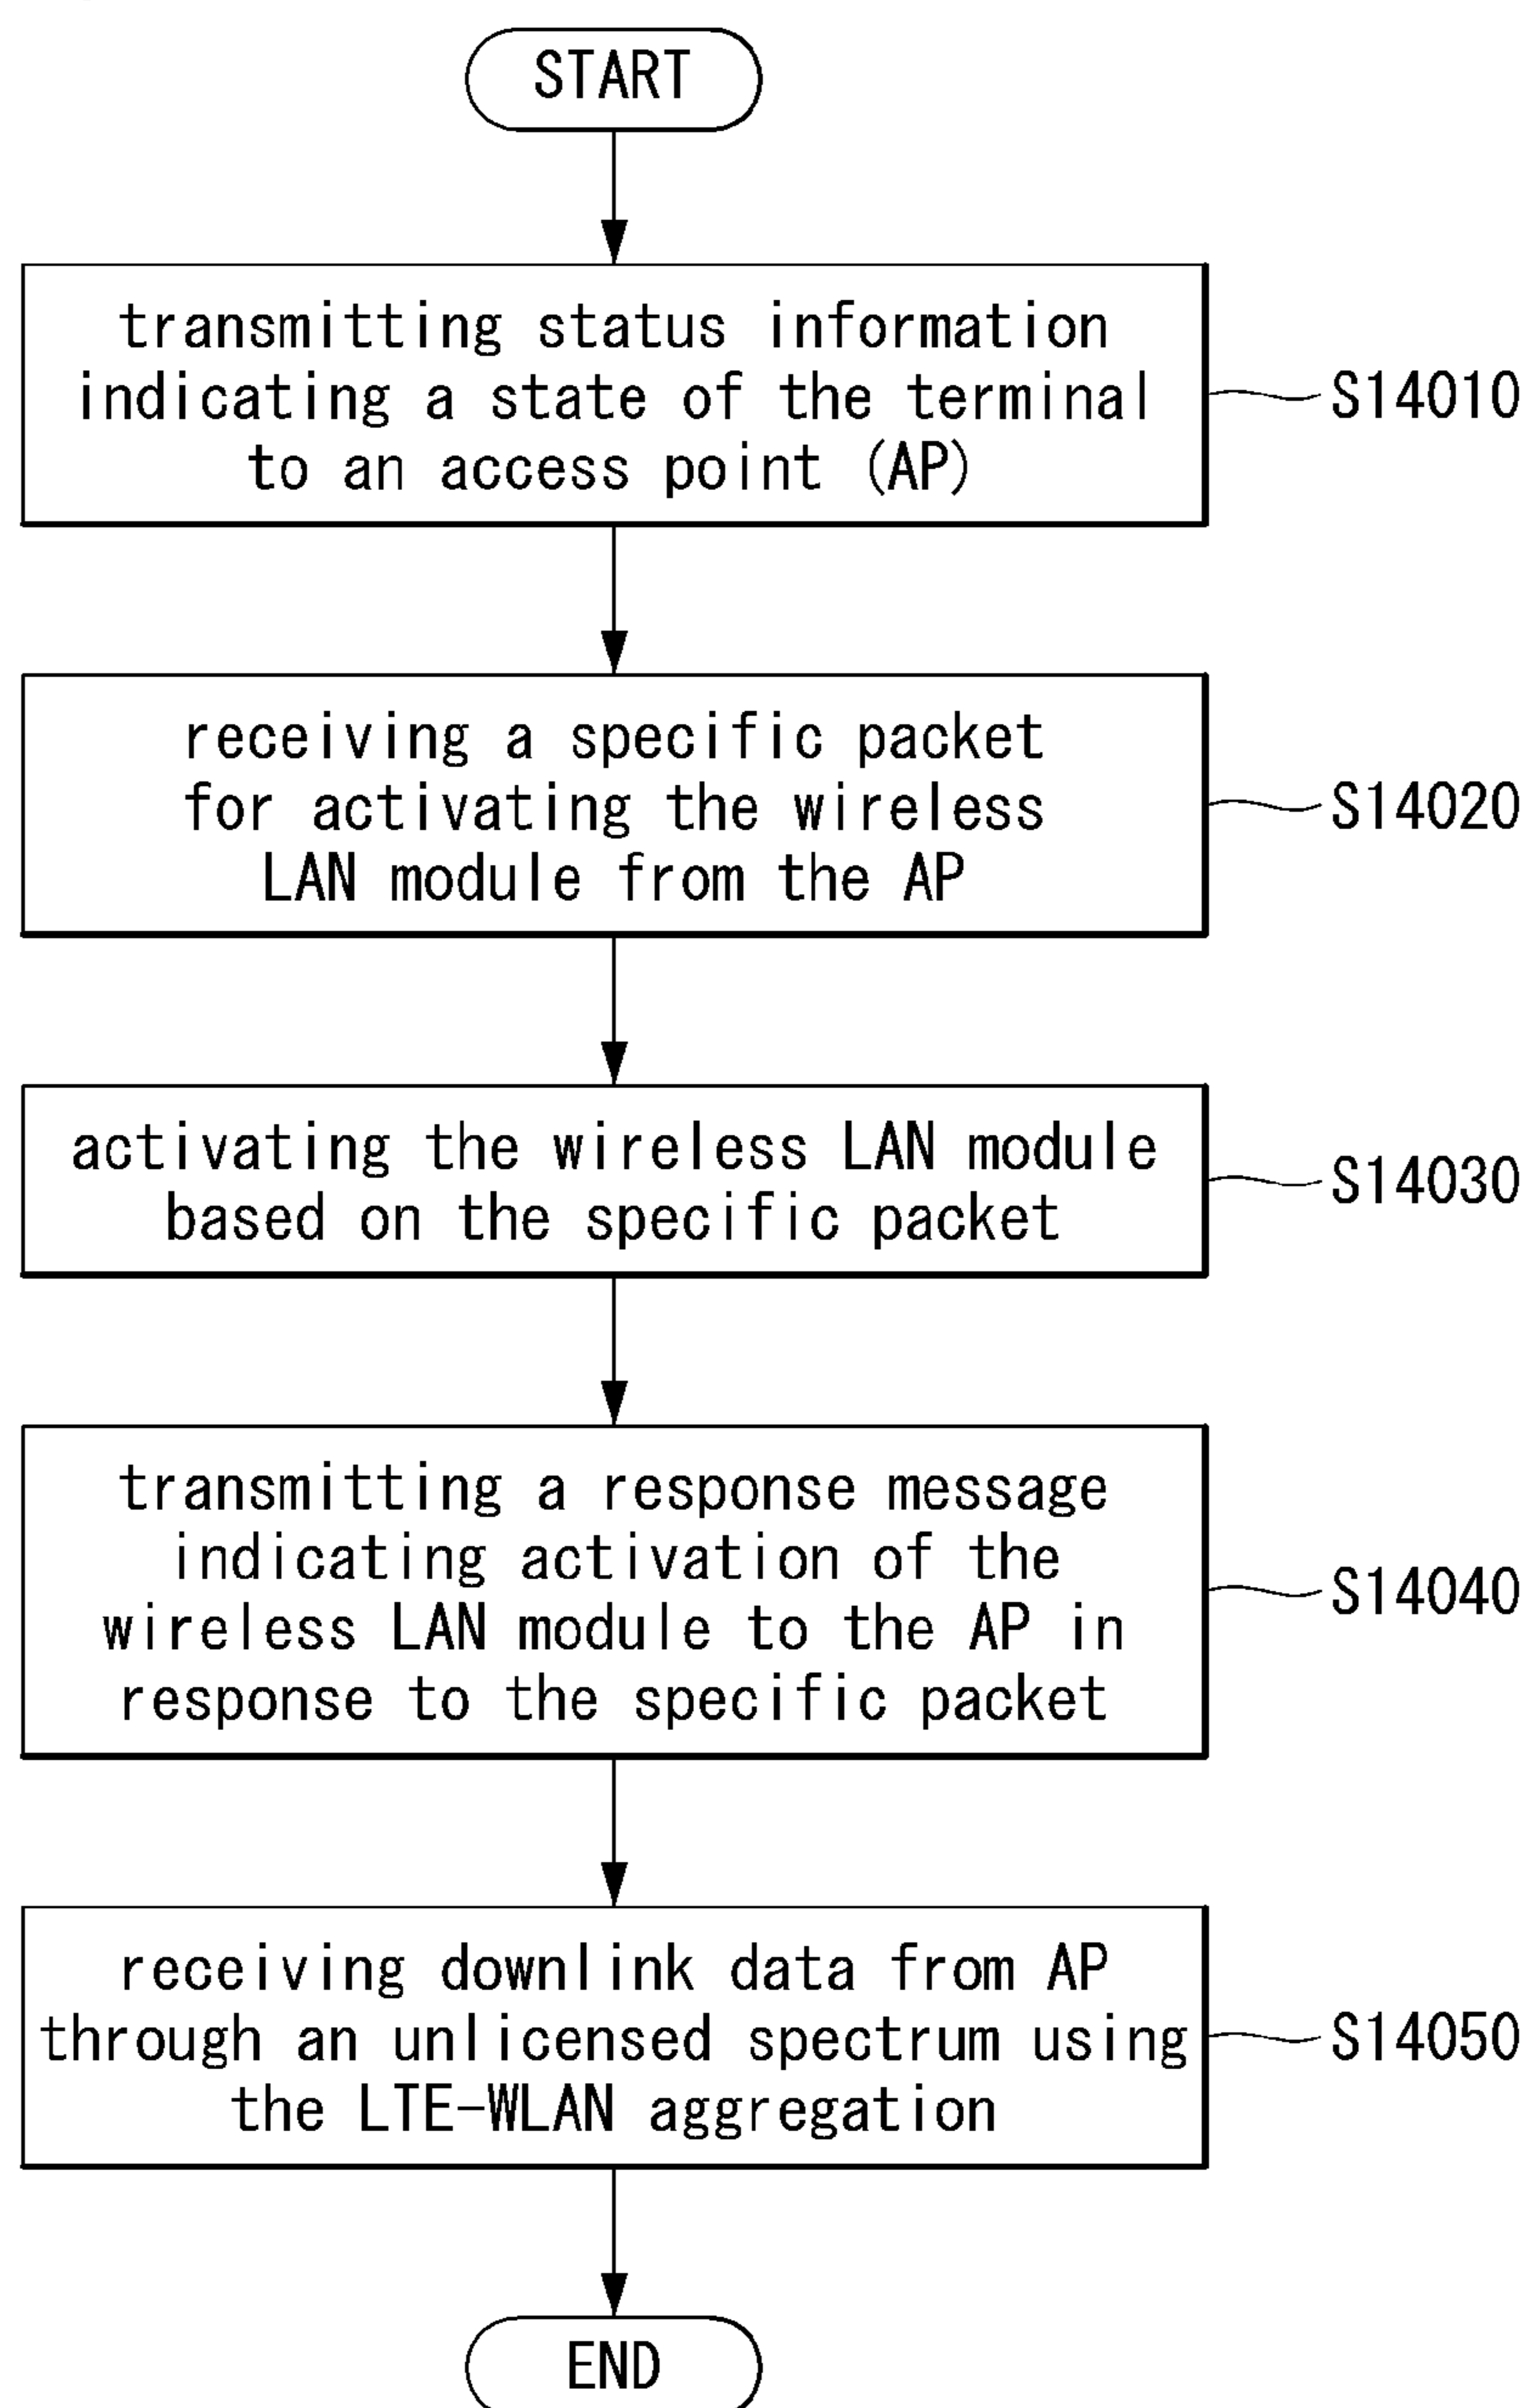 START
transmitting status information
indicating a state of the terminal
to an access point (AP)
S14010
receiving a specific packet
for activating the wireless
LAN module from the AP
S14020
activating the wireless LAN module
based on the specific packet
S14030
transmitting a response message
indicating activation of the
wireless LAN module to the AP in
response to the specific packet
S14040
receiving downlink data from AP
through an unlicensed spectrum using
the LTE-WLAN aggregation
S14050
END